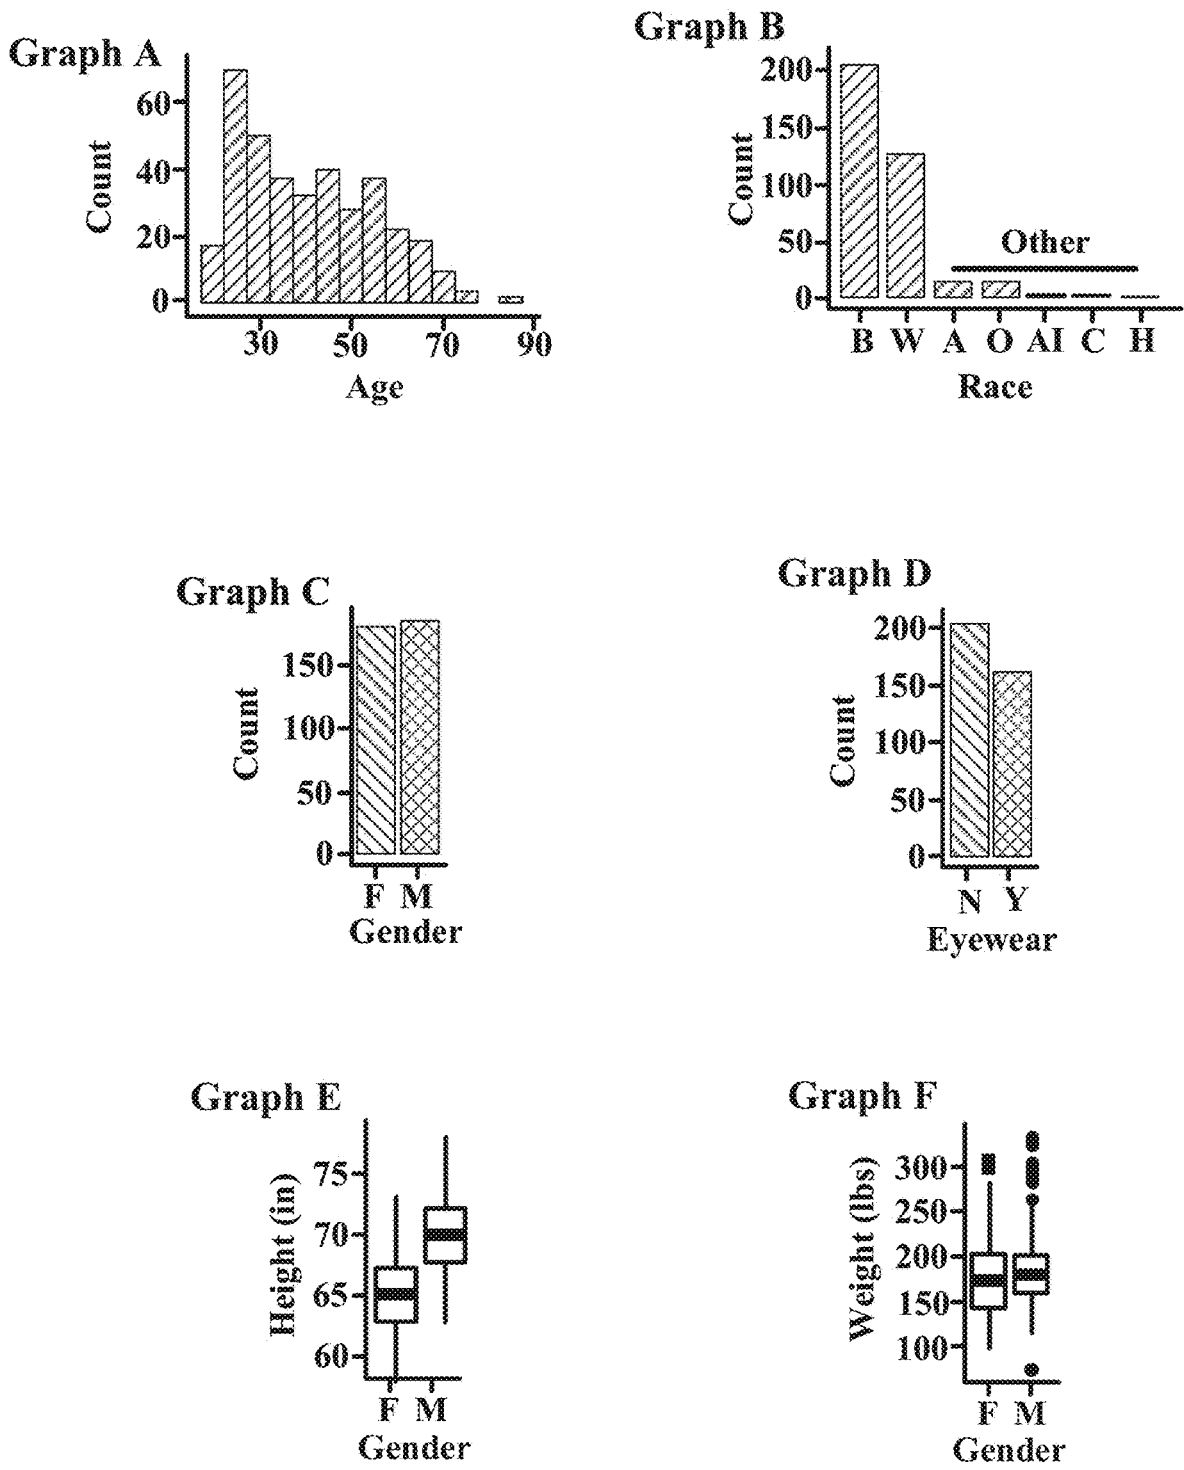 Graph A
Count
60
40
20
0
30 50 70 90
Age
Graph B
Count
200
150
100
50
0
Other
B W A O AI C H
Race
Graph C
Count
150
100
50
0
F M
Gender
Graph D
Count
200
150
100
50
0
N Y
Eyewear
Graph E
Height (in)
75
70
65
60
F M
Gender
Graph F
Weight (lbs)
300
250
200
150
100
F M
Gender